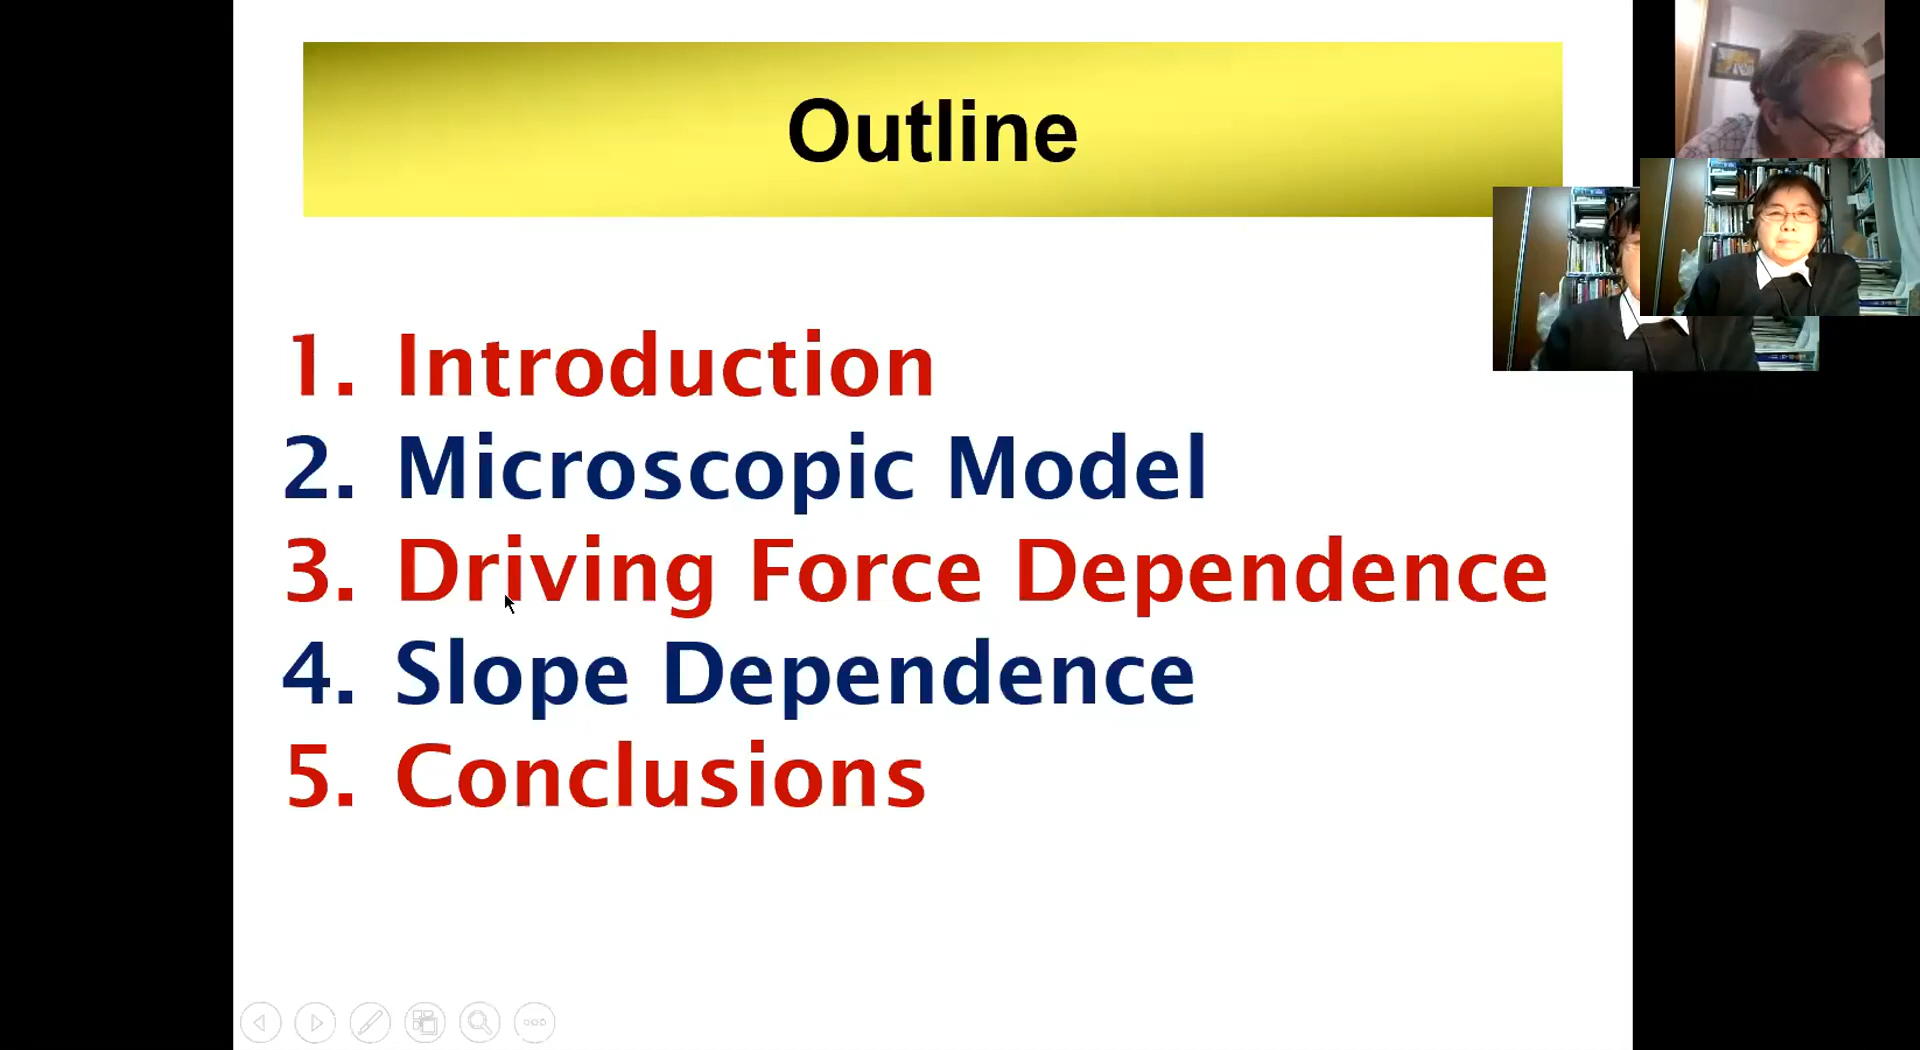 Outline
1. Introduction
2. Microscopic Model
3. Driving Force Dependence
4. Slope Dependence
5. Conclusions